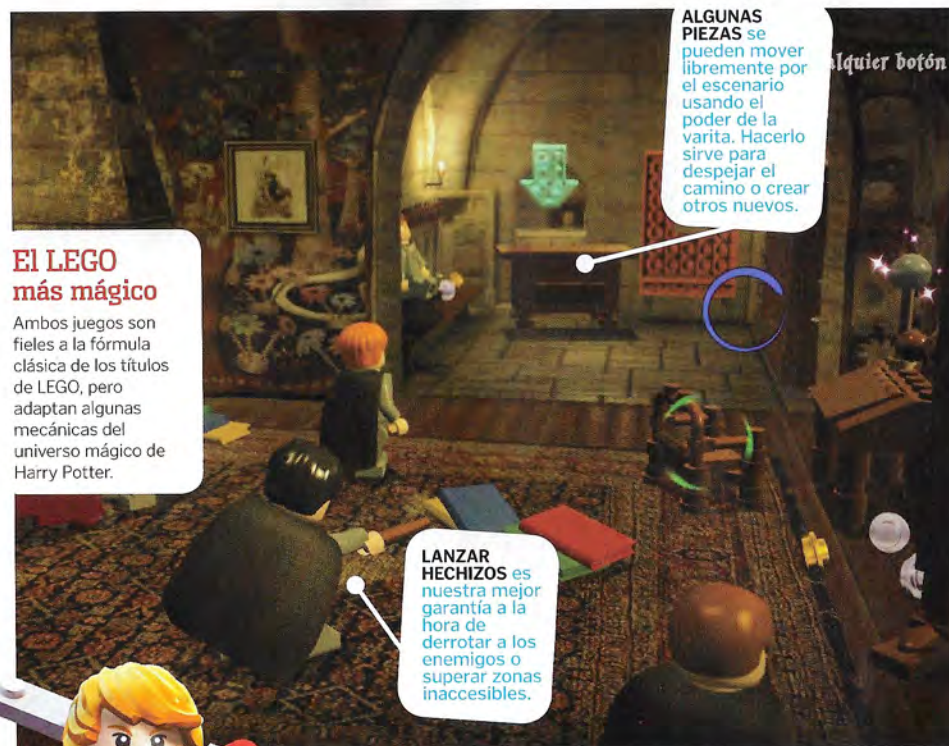 ALGUNAS
PIEZAS se
pueden mover
libremente por
el escenario
usando el
poder de la
varita. Hacerlo
sirve para
despejar el
camino o crear
otros nuevos.
alquier botón
El LEGO
más mágico
Ambos juegos son
fieles a la fórmula
clásica de los títulos
de LEGO, pero
adaptan algunas
mecánicas del
universo mágico de
Harry Potter.
LANZAR
HECHIZOS es
nuestra mejor
garantía a la
hora de
derrotar a los
enemigos o
superar zonas
inaccesibles.